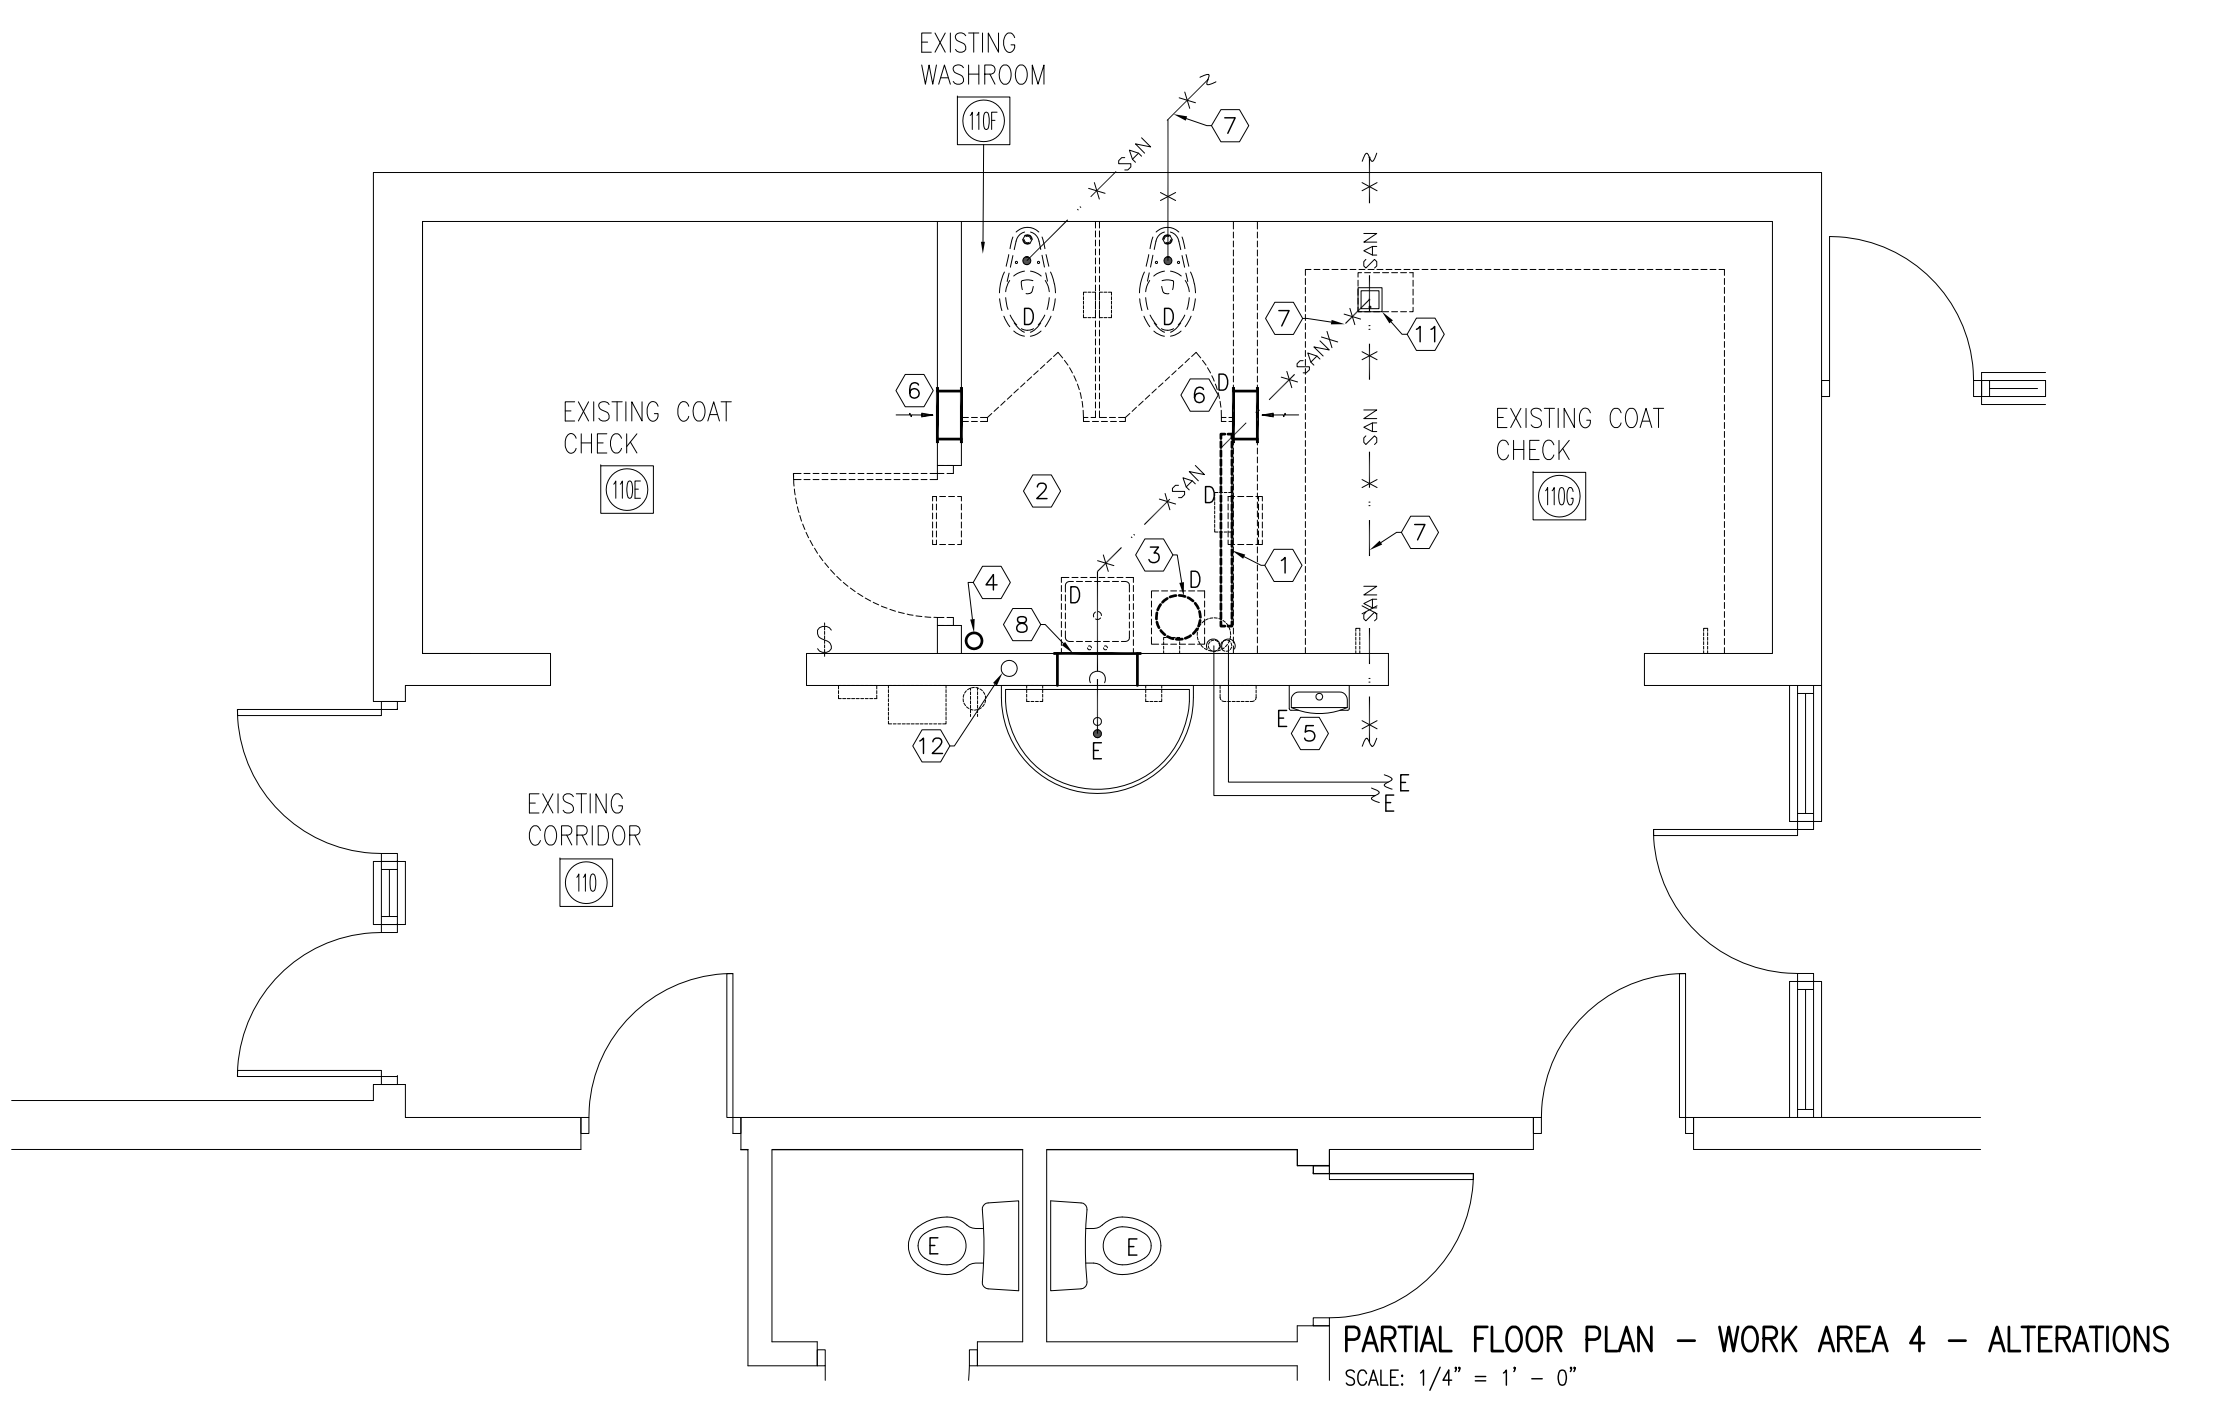 EXISTING
WASHROOM
110F
7
SAN
SAN
7
11
SANX
D
D
6
6
D
EXISTING COAT
CHECK
110E
EXISTING COAT
CHECK
110G
SAN
2
SAN
D
7
3
1
4
D
D
SAN
8
S
12
E
E
5
E
E
EXISTING
CORRIDOR
110
E
E
PARTIAL FLOOR PLAN - WORK AREA 4 - ALTERATIONS
SCALE: 1/4" = 1' - 0"